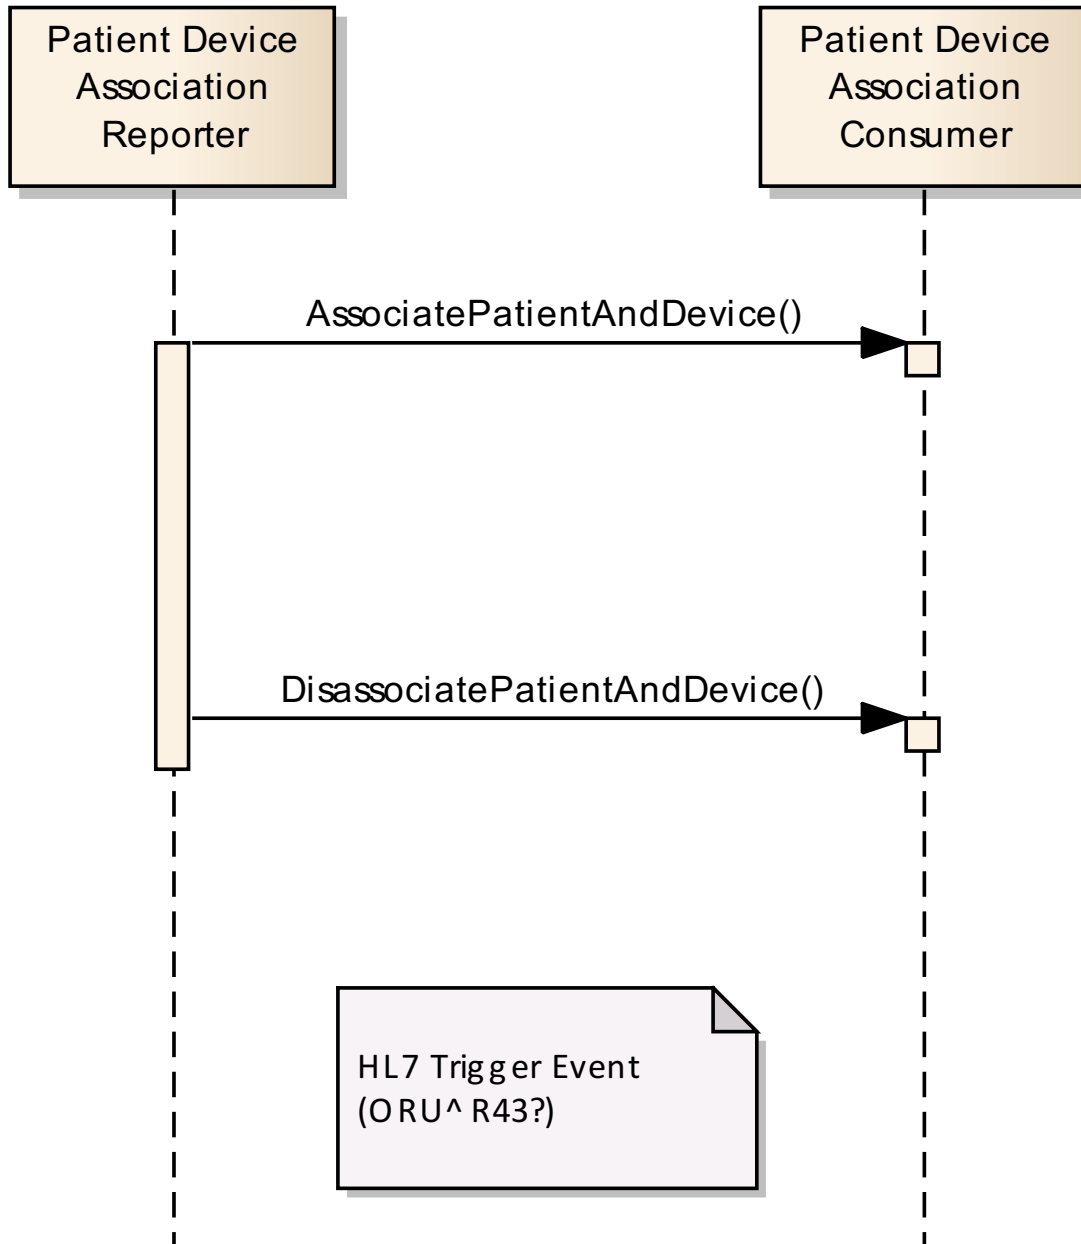 Patient Device
Association
Reporter
Patient Device
Association
Consumer
AssociatePatientAndDevice()
DisassociatePatientAndDevice()
HL7 Trigger Event
(ORU^R43?)